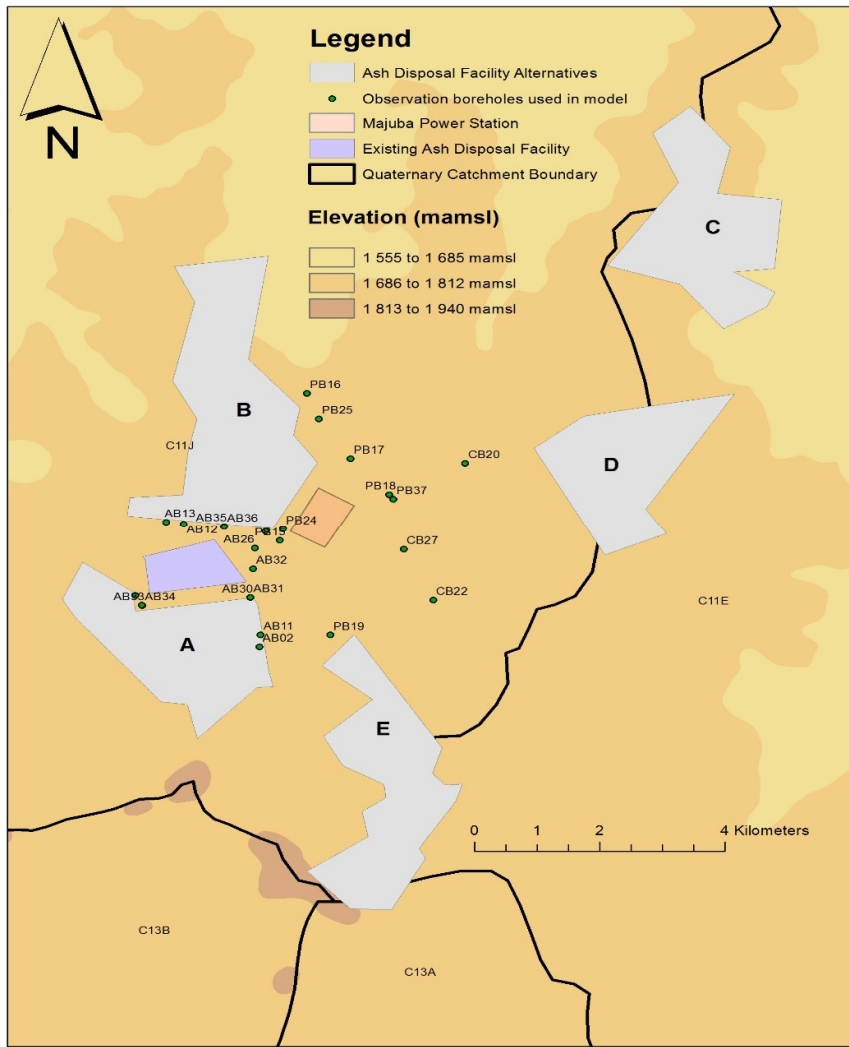 Legend
Ash Disposal Facility Alternatives
Observation boreholes used in model
Majuba Power Station
Existing Ash Disposal Facility
Quaternary Catchment Boundary
Elevation (mamsl)
1 555 to 1 685 mamsl
1 686 to 1 812 mamsl
1 813 to 1 940 mamsl
N
C
PB16
B
PB25
C11J
PB17
CB20
D
PB18
PB37
AB13
AB35AB36
AB12
PB24
AB26
CB27
AB32
AB30AB31
AB34
CB22
C11E
AB11
PB19
AB02
A
E
0 1 2 4 Kilometers
C13B
C13A